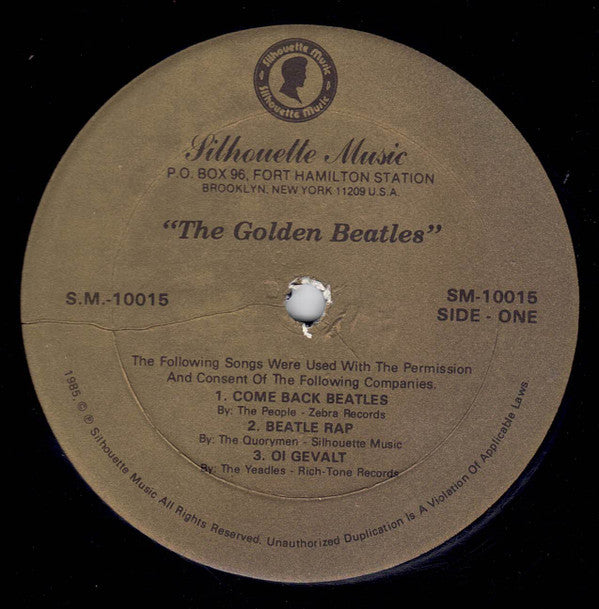 Silhouette Music
Silhouette Music
Silhouette Music
P.O. BOX 96, FORT HAMILTON STATION
BROOKLYN, NEW YORK 11209 U.S.A.
"The Golden Beatles"
S.M.-10015
SM-10015
SIDE - ONE
The Following Songs Were Used With The Permission
And Consent Of The Following Companies.
1. COME BACK BEATLES
By: The People - Zebra Records
2. BEATLE RAP
By: The Quorymen - Silhouette Music
3. OI GEVALT
By: The Yeadles - Rich-Tone Records
1985. © ℗ Silhouette Music All Rights Reserved. Unauthorized Duplication Is A Violation Of Applicable Laws.